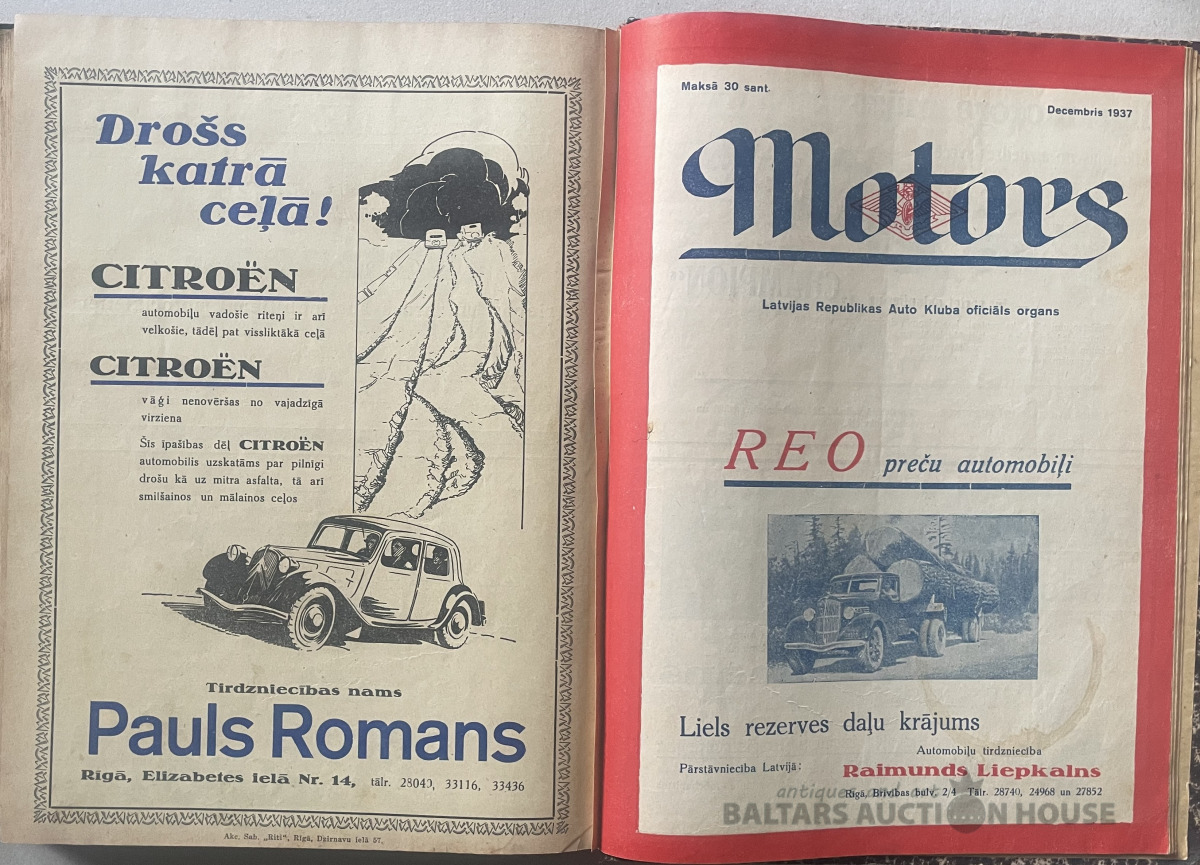 Drošs
katrā
ceļā!
CITROËN
automobiļu vadošie riteņi ir arī
velkošie, tādēļ pat vissliktākā ceļā
CITROËN
vāģi nenovēršas no vajadzīgā
virziena
Šīs īpašības dēļ CITROËN
automobilis uzskatāms par pilnīgi
drošu kā uz mitra asfalta, tā arī
smilšainos un mālainos ceļos
Tirdzniecības nams
Pauls Romans
Rīgā, Elizabetes ielā Nr. 14, tālr. 28040, 33116, 33436
Akc. Sab. „Riti", Rīgā, Dzirnavu ielā 57.
Maksā 30 sant.
Decembris 1937
Motors
Latvijas Republikas Auto Kluba oficiāls organs
REO preču automobiļi
Liels rezerves daļu krājums
Automobiļu tirdzniecība
Pārstāvniecība Latvijā: Raimunds Liepkalns
Rīgā, Brīvības bulv. 2/4 Tālr. 28740, 24968 un 27852
antiques and art
BALTARS AUCTION HOUSE